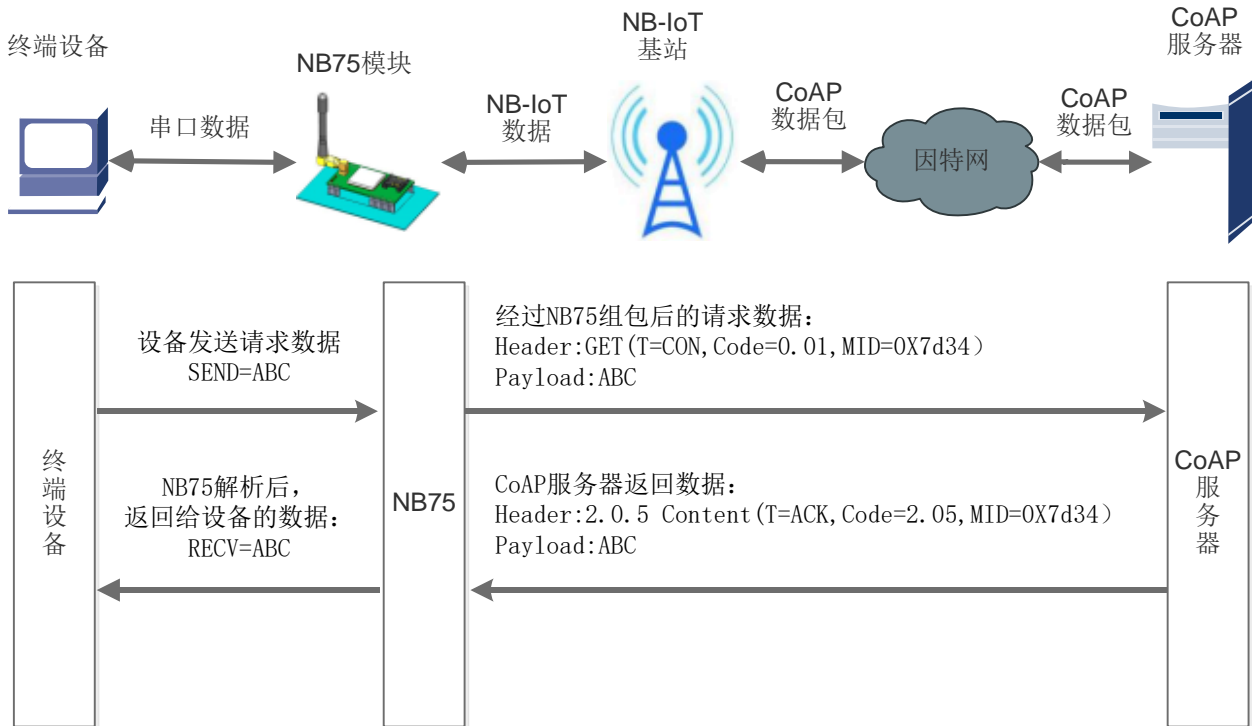 终端设备
NB75模块
NB-IoT
基站
CoAP
服务器
串口数据
NB-IoT
数据
CoAP
数据包
因特网
CoAP
数据包
设备发送请求数据
SEND=ABC
经过NB75组包后的请求数据：
Header:GET(T=CON,Code=0.01,MID=0X7d34）
Payload:ABC
终端设备
NB75解析后，
返回给设备的数据：
RECV=ABC
NB75
CoAP服务器返回数据：
Header:2.0.5 Content(T=ACK,Code=2.05,MID=0X7d34）
Payload:ABC
CoAP
服务器